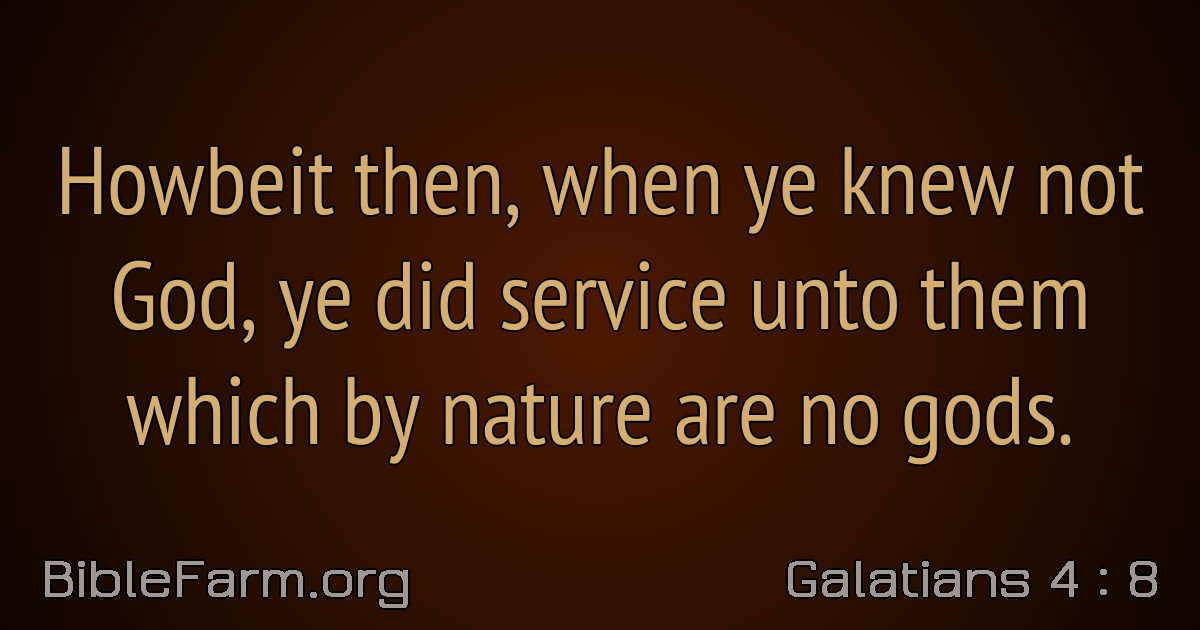 Howbeit then, when ye knew not
God, ye did service unto them
which by nature are no gods.
BibleFarm.org
Galatians 4 : 8